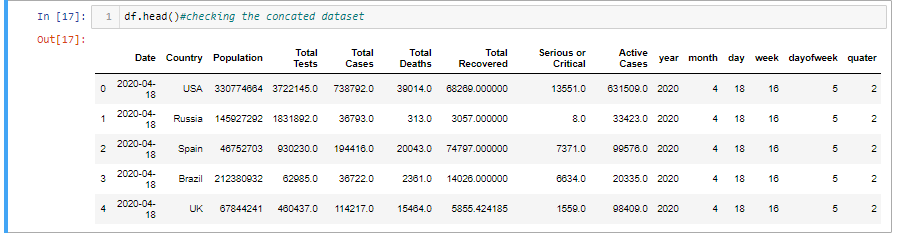 In [17]: 1 df.head()#checking the concated dataset
Out[17]:
Date Country Population Total Tests Total Cases Total Deaths Total Recovered Serious or Critical Active Cases year month day week dayofweek quater
0 2020-04-18 USA 330774664 3722145.0 738792.0 39014.0 68269.000000 13551.0 631509.0 2020 4 18 16 5 2
1 2020-04-18 Russia 145927292 1831892.0 36793.0 313.0 3057.000000 8.0 33423.0 2020 4 18 16 5 2
2 2020-04-18 Spain 46752703 930230.0 194416.0 20043.0 74797.000000 7371.0 99576.0 2020 4 18 16 5 2
3 2020-04-18 Brazil 212380932 62985.0 36722.0 2361.0 14026.000000 6634.0 20335.0 2020 4 18 16 5 2
4 2020-04-18 UK 67844241 460437.0 114217.0 15464.0 5855.424185 1559.0 98409.0 2020 4 18 16 5 2